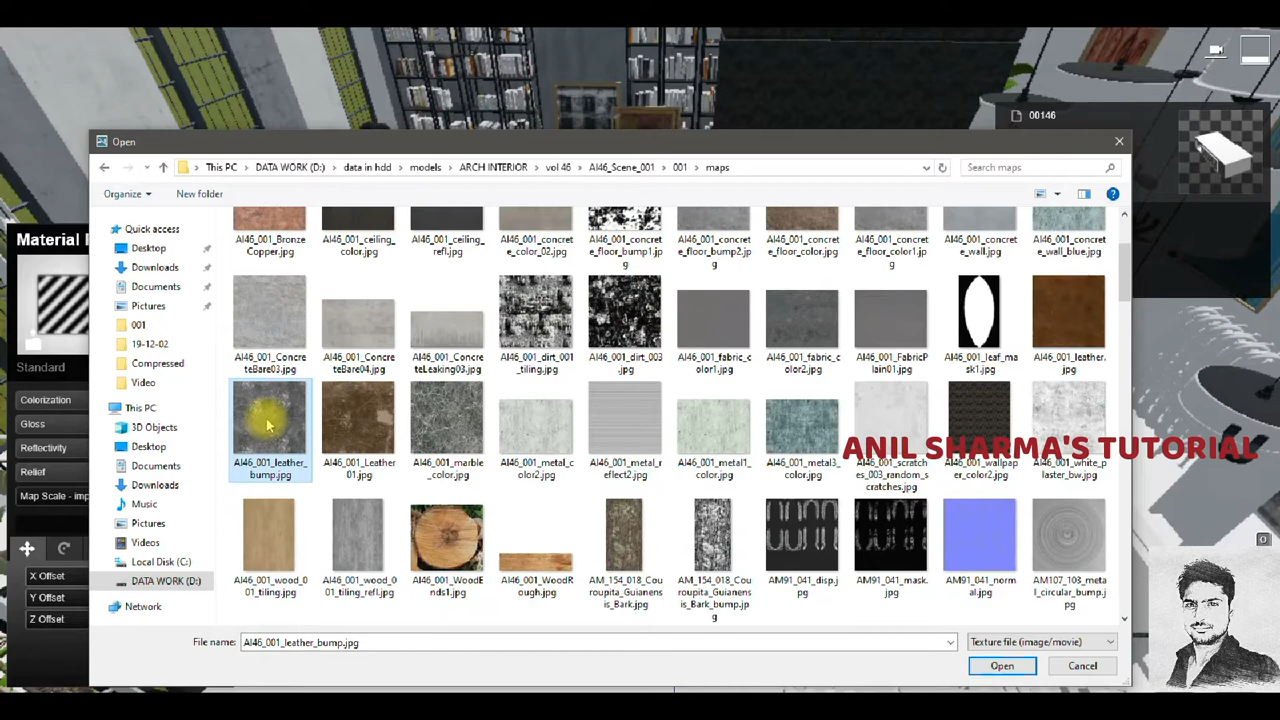 00146
Open
This PC > DATA WORK (D:) > data in hdd > models > ARCH INTERIOR > vol 46 > AI46_Scene_001 > 001 > maps
Search maps
Organize
New folder
Quick access
Desktop
Downloads
Documents
Pictures
001
19-12-02
Compressed
Video
This PC
3D Objects
Desktop
Documents
Downloads
Music
Pictures
Videos
Local Disk (C:)
DATA WORK (D:)
Network
AI46_001_Bronze
Copper.jpg
AI46_001_ceiling_
color.jpg
AI46_001_ceiling_
refl.jpg
AI46_001_concret
e_color_02.jpg
AI46_001_concret
e_floor_bump1.jp
g
AI46_001_concret
e_floor_bump2.jp
g
AI46_001_concret
e_floor_color.jpg
AI46_001_concret
e_floor_color1.jpg
AI46_001_concret
e_wall.jpg
AI46_001_concret
e_wall_blue.jpg
AI46_001_Concre
teBare03.jpg
AI46_001_Concre
teBare04.jpg
AI46_001_Concre
teLeaking03.jpg
AI46_001_dirt_001
_tiling.jpg
AI46_001_dirt_003
.jpg
AI46_001_fabric_c
olor1.jpg
AI46_001_fabric_c
olor2.jpg
AI46_001_FabricP
lain01.jpg
AI46_001_leaf_ma
sk1.jpg
AI46_001_leather.
jpg
AI46_001_leather_
bump.jpg
AI46_001_Leather
01.jpg
AI46_001_marble
_color.jpg
AI46_001_metal_c
olor2.jpg
AI46_001_metal_r
eflect2.jpg
AI46_001_metal1_
color.jpg
AI46_001_metal3_
color.jpg
AI46_001_scratch
es_003_random_s
cratches.jpg
AI46_001_wallpap
er_color2.jpg
AI46_001_white_p
laster_bw.jpg
AI46_001_wood_0
01_tiling.jpg
AI46_001_wood_0
01_tiling_refl.jpg
AI46_001_WoodE
nds1.jpg
AI46_001_WoodR
ough.jpg
AM_154_018_Cou
roupita_Guianens
is_Bark.jpg
AM_154_018_Cou
roupita_Guianens
is_Bark_bump.jp
g
AM91_041_disp.j
pg
AM91_041_mask.
jpg
AM91_041_norm
al.jpg
AM107_103_meta
l_circular_bump.j
pg
ANIL SHARMA'S TUTORIAL
File name: AI46_001_leather_bump.jpg
Texture file (image/movie)
Open
Cancel
Material
Standard
Colorization
Gloss
Reflectivity
Relief
Map Scale - imp
X Offset
Y Offset
Z Offset